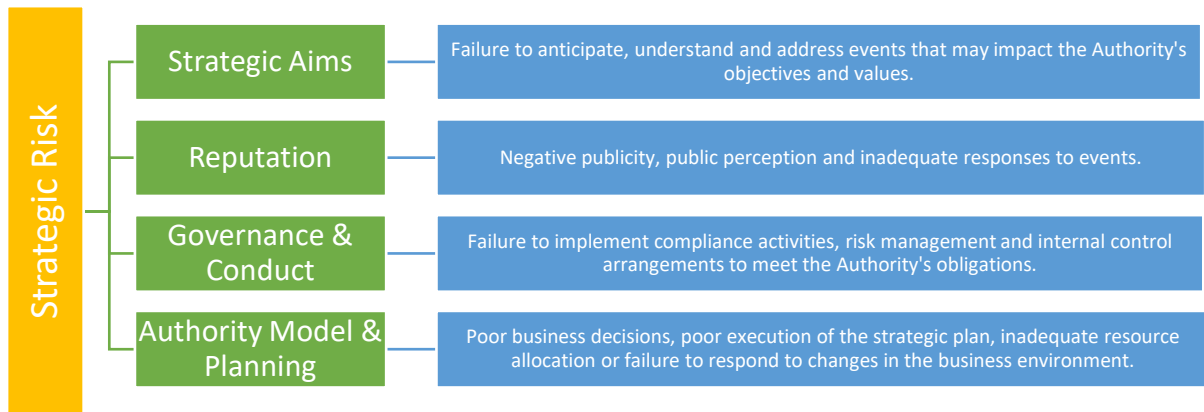 Strategic Risk
Strategic Aims
Failure to anticipate, understand and address events that may impact the Authority's
objectives and values.
Reputation
Negative publicity, public perception and inadequate responses to events.
Governance &
Conduct
Failure to implement compliance activities, risk management and internal control
arrangements to meet the Authority's obligations.
Authority Model &
Planning
Poor business decisions, poor execution of the strategic plan, inadequate resource
allocation or failure to respond to changes in the business environment.